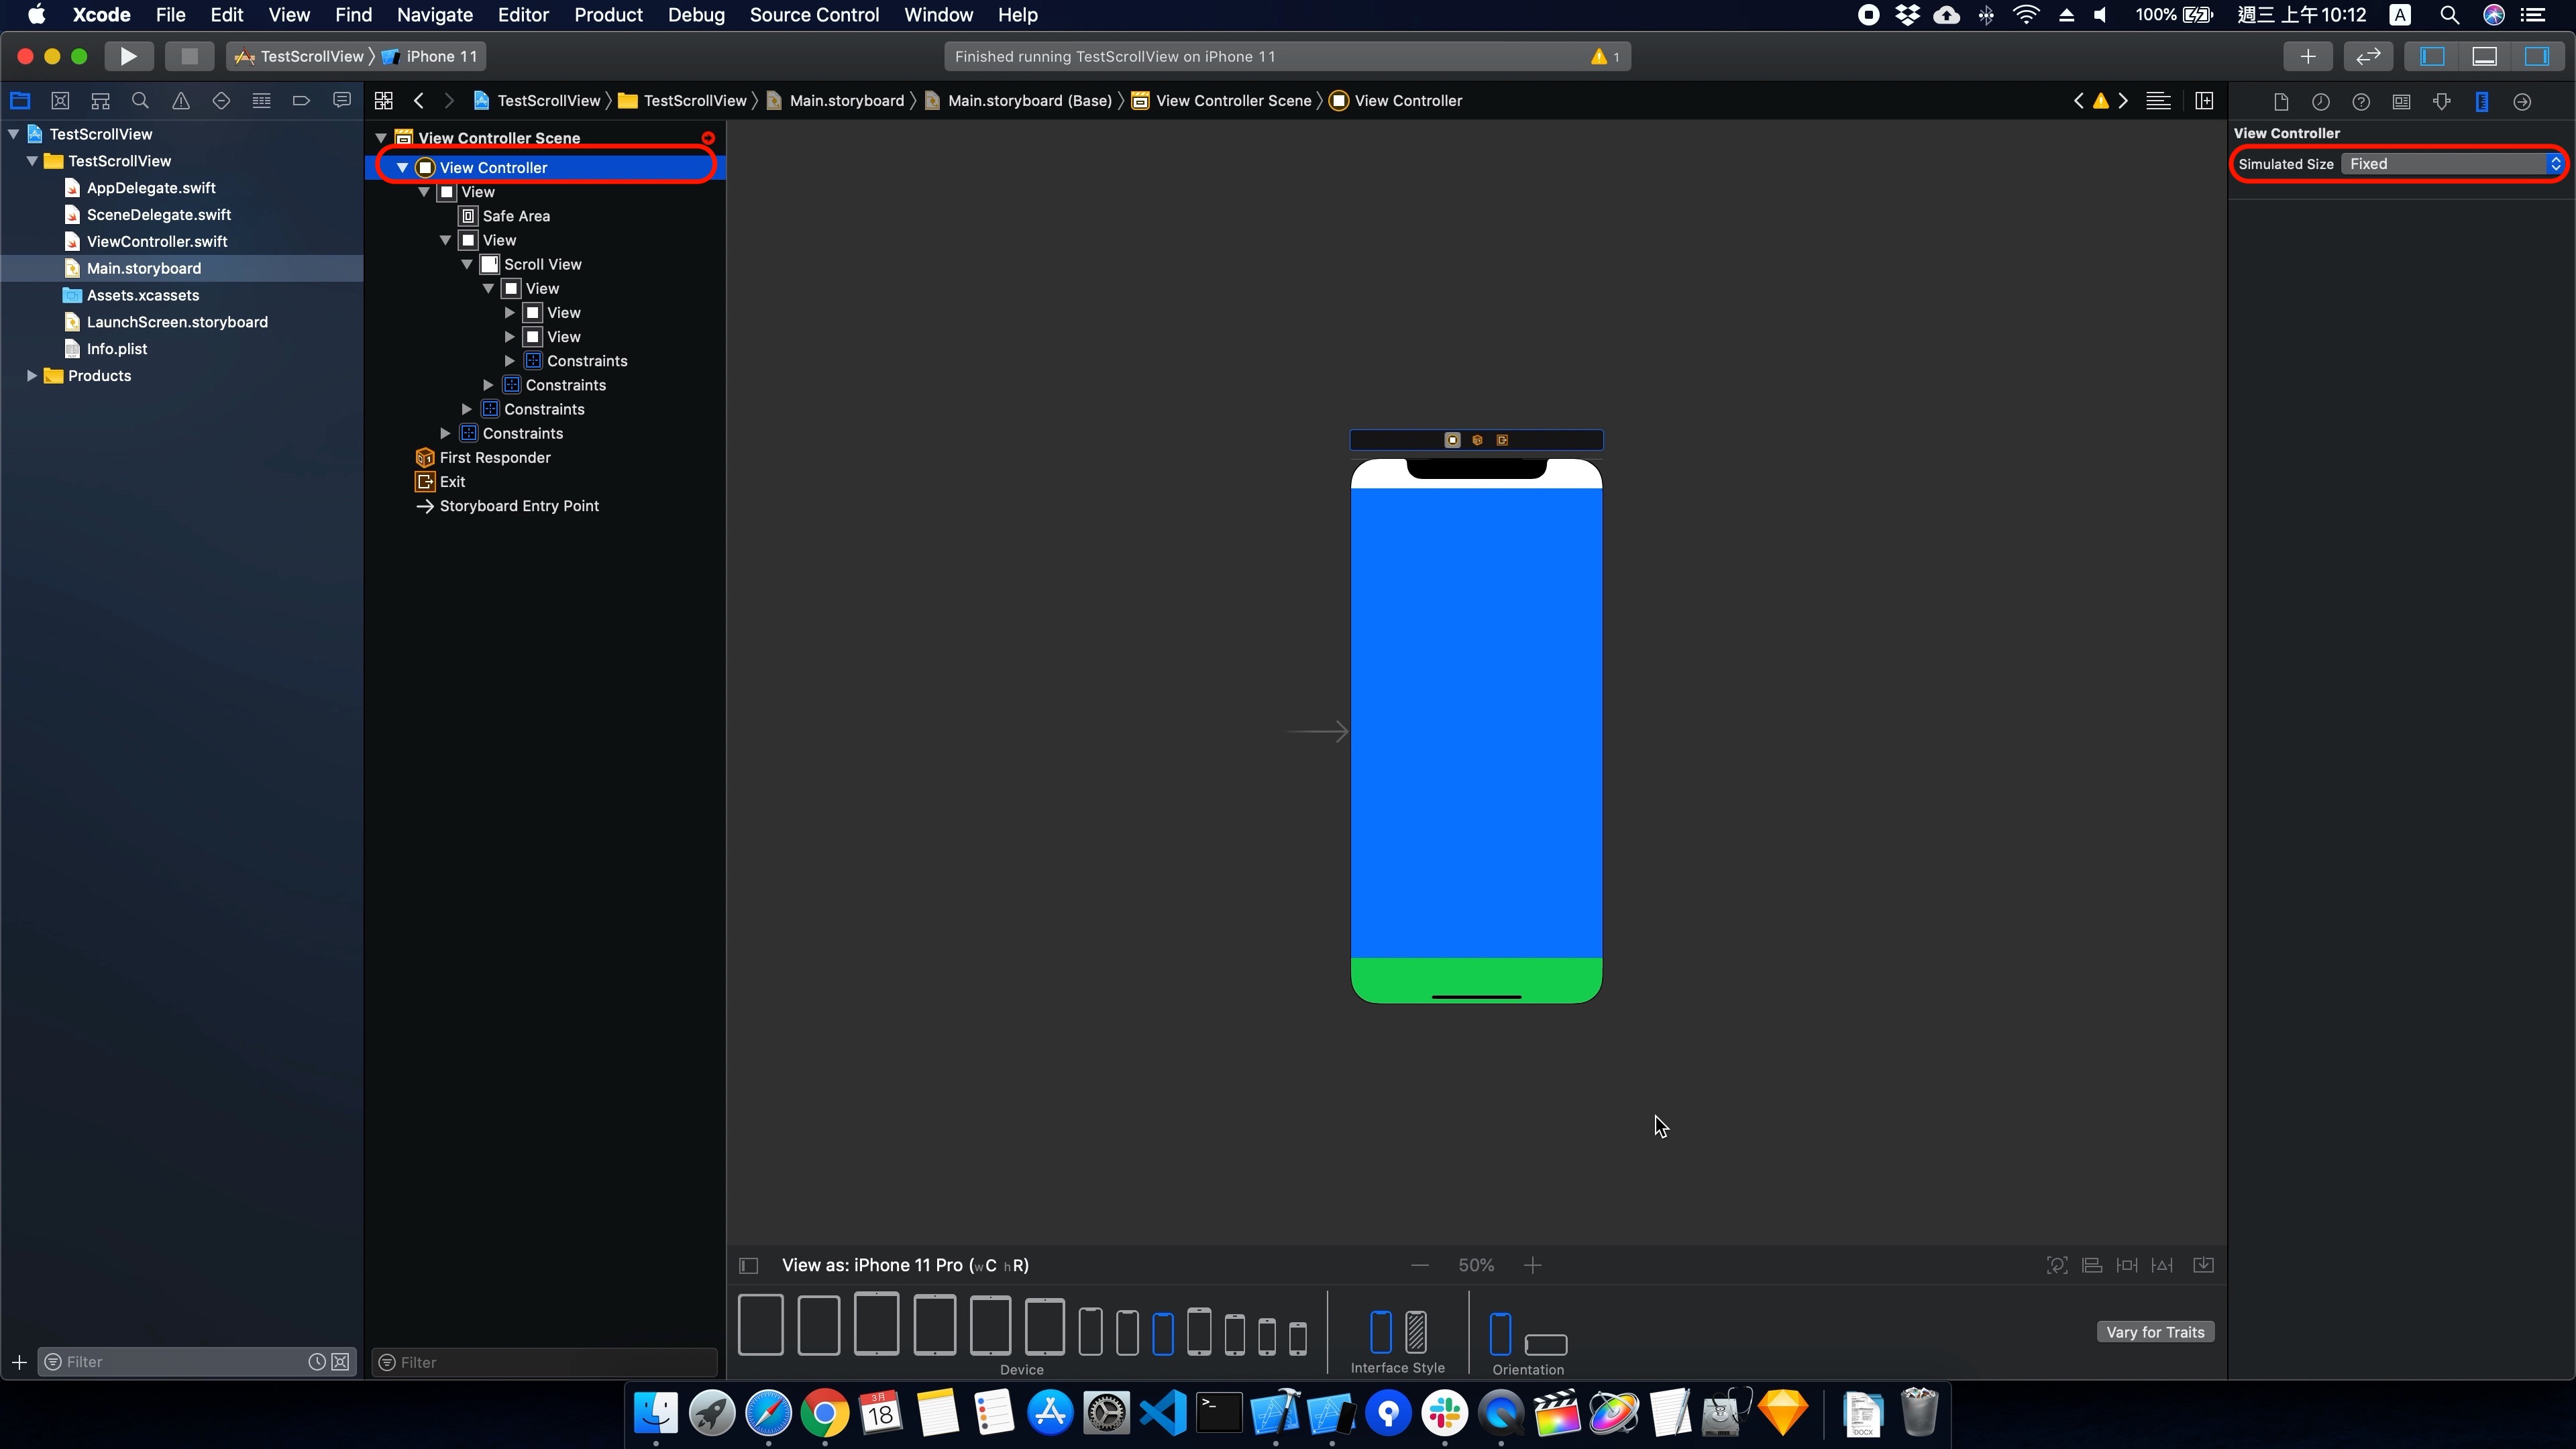 Xcode File Edit View Find Navigate Editor Product Debug Source Control Window Help 100% 週三 上午10:12 A
TestScrollView iPhone 11 Finished running TestScrollView on iPhone 11 1
TestScrollView TestScrollView Main.storyboard Main.storyboard (Base) View Controller Scene View Controller
TestScrollView
TestScrollView
AppDelegate.swift
SceneDelegate.swift
ViewController.swift
Main.storyboard
Assets.xcassets
LaunchScreen.storyboard
Info.plist
Products
Filter
View Controller Scene
View Controller
View
Safe Area
View
Scroll View
View
View
View
Constraints
Constraints
Constraints
Constraints
First Responder
Exit
Storyboard Entry Point
Filter
View Controller
Simulated Size Fixed
View as: iPhone 11 Pro (wC hR) 50%
Vary for Traits
Device Interface Style Orientation
3月
18
DOCX